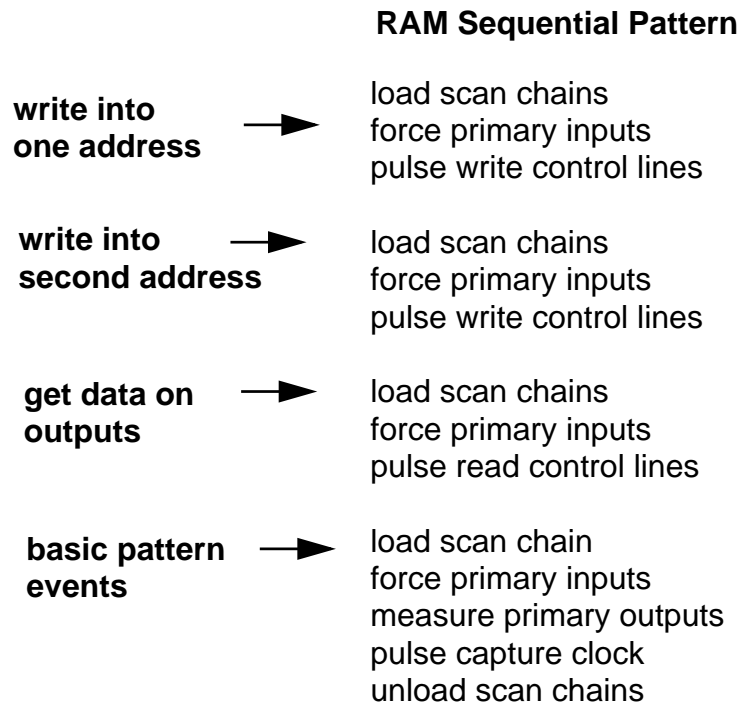 RAM Sequential Pattern
write into
one address
load scan chains
force primary inputs
pulse write control lines
write into
second address
load scan chains
force primary inputs
pulse write control lines
get data on
outputs
load scan chains
force primary inputs
pulse read control lines
basic pattern
events
load scan chain
force primary inputs
measure primary outputs
pulse capture clock
unload scan chains